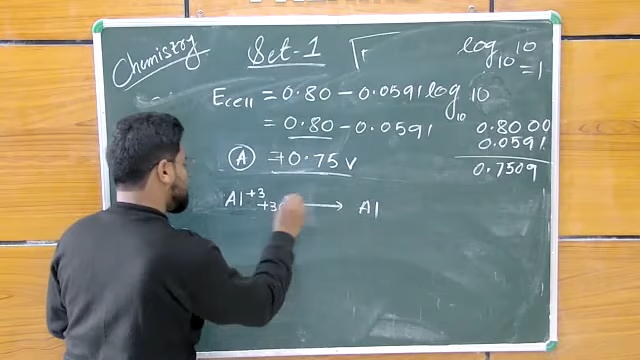 Chemistry
Set-1
log₁₀ 10
=1
Ecell = 0.80 - 0.0591 log₁₀ 10
= 0.80 - 0.0591
(A) = +0.75 V
0.8000
0.0591
0.7509
Al⁺³ +3e → Al